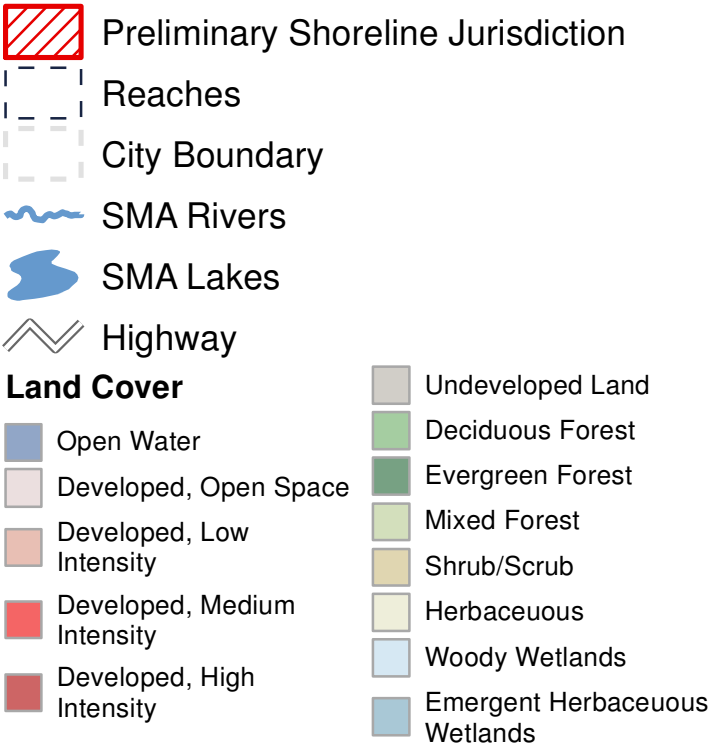 Preliminary Shoreline Jurisdiction
Reaches
City Boundary
SMA Rivers
SMA Lakes
Highway
Land Cover
Open Water
Developed, Open Space
Developed, Low
Intensity
Developed, Medium
Intensity
Developed, High
Intensity
Undeveloped Land
Deciduous Forest
Evergreen Forest
Mixed Forest
Shrub/Scrub
Herbaceuous
Woody Wetlands
Emergent Herbaceuous
Wetlands